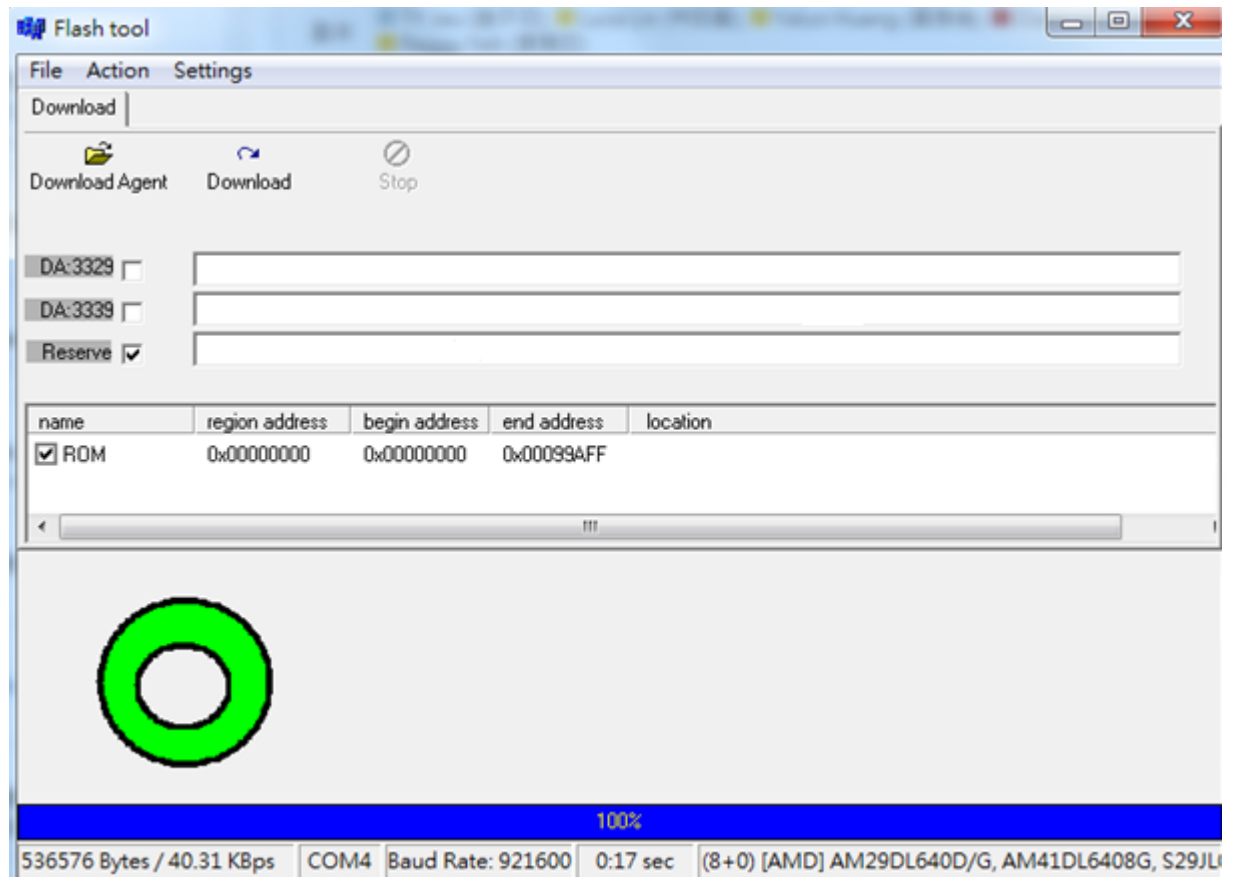 Flash tool
File Action Settings
Download
Download Agent Download Stop
DA:3329
DA:3339
Reserve
name region address begin address end address location
ROM 0x00000000 0x00000000 0x00099AFF
100%
536576 Bytes / 40.31 KBps COM4 Baud Rate: 921600 0:17 sec (8+0) [AMD] AM29DL640D/G, AM41DL6408G,